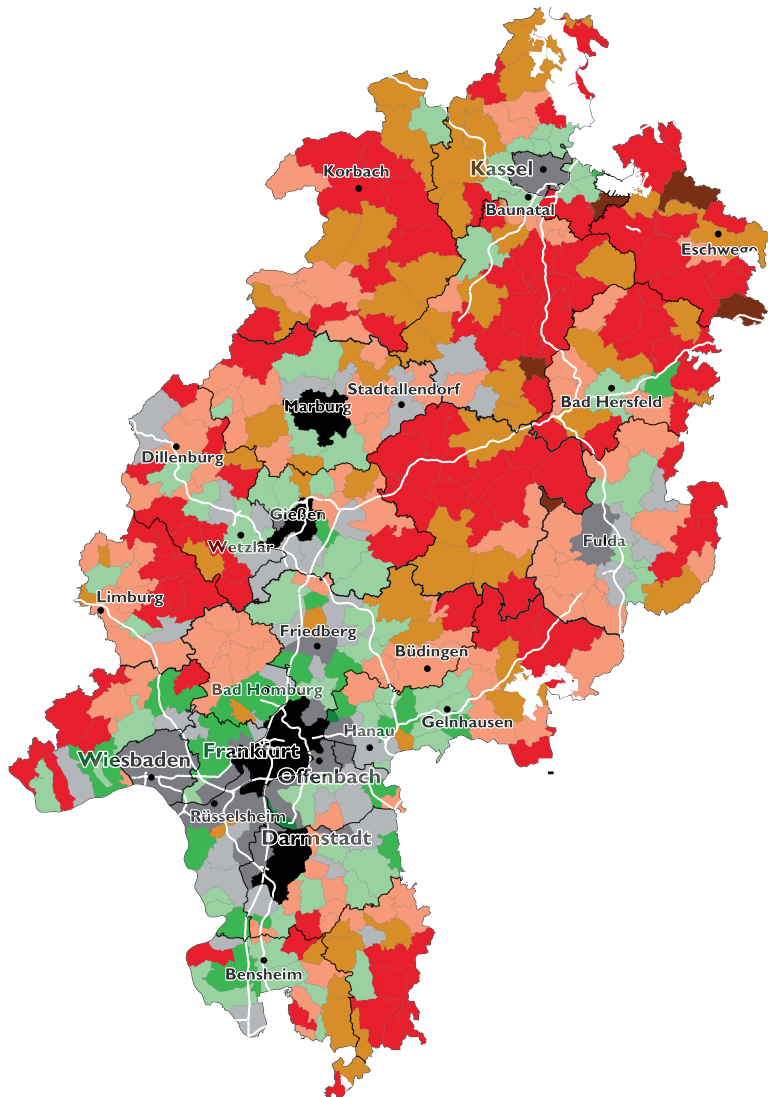 Kassel
Korbach
Baunatal
Eschwege
Stadtallendorf
Marburg
Bad Hersfeld
Dillenburg
Gießen
Wetzlar
Fulda
Limburg
Friedberg
Büdingen
Bad Homburg
Gelnhausen
Hanau
Frankfurt
Wiesbaden
Offenbach
Rüsselsheim
Darmstadt
Bensheim